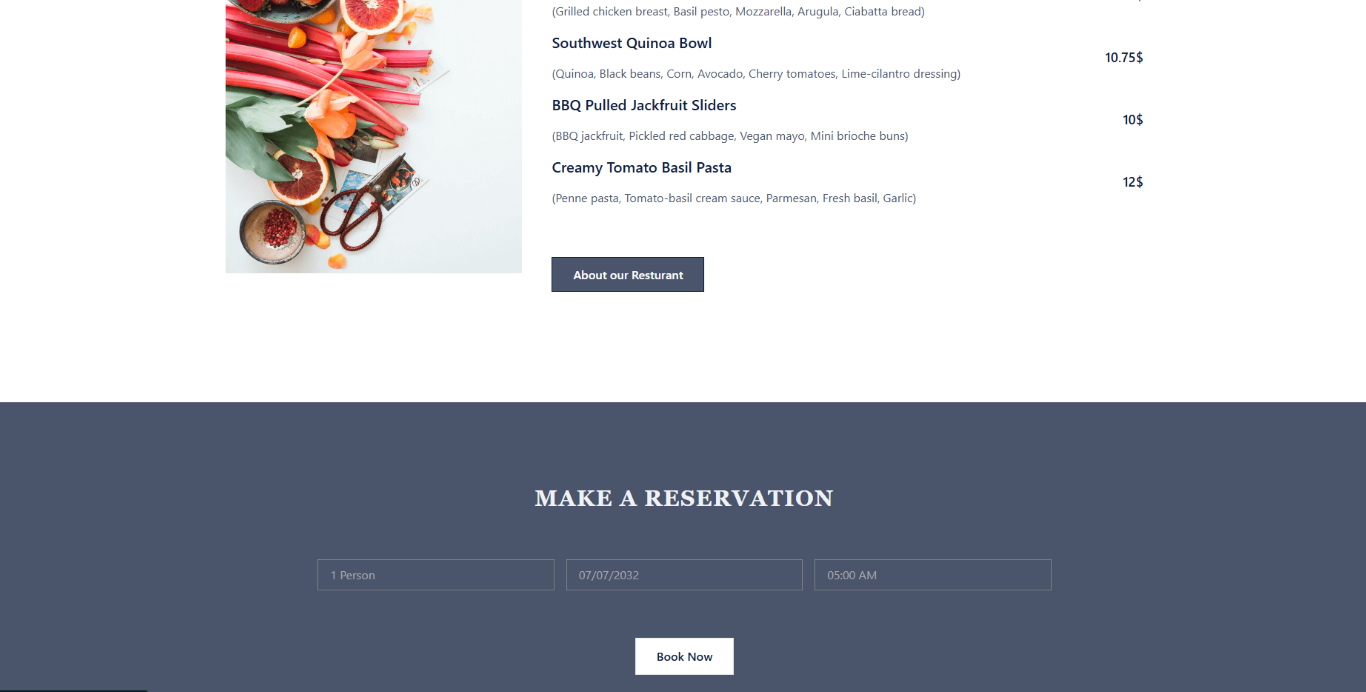 (Grilled chicken breast, Basil pesto, Mozzarella, Arugula, Ciabatta bread)
Southwest Quinoa Bowl
10.75$
(Quinoa, Black beans, Corn, Avocado, Cherry tomatoes, Lime-cilantro dressing)
BBQ Pulled Jackfruit Sliders
10$
(BBQ jackfruit, Pickled red cabbage, Vegan mayo, Mini brioche buns)
Creamy Tomato Basil Pasta
12$
(Penne pasta, Tomato-basil cream sauce, Parmesan, Fresh basil, Garlic)
About our Resturant
MAKE A RESERVATION
1 Person
07/07/2032
05:00 AM
Book Now